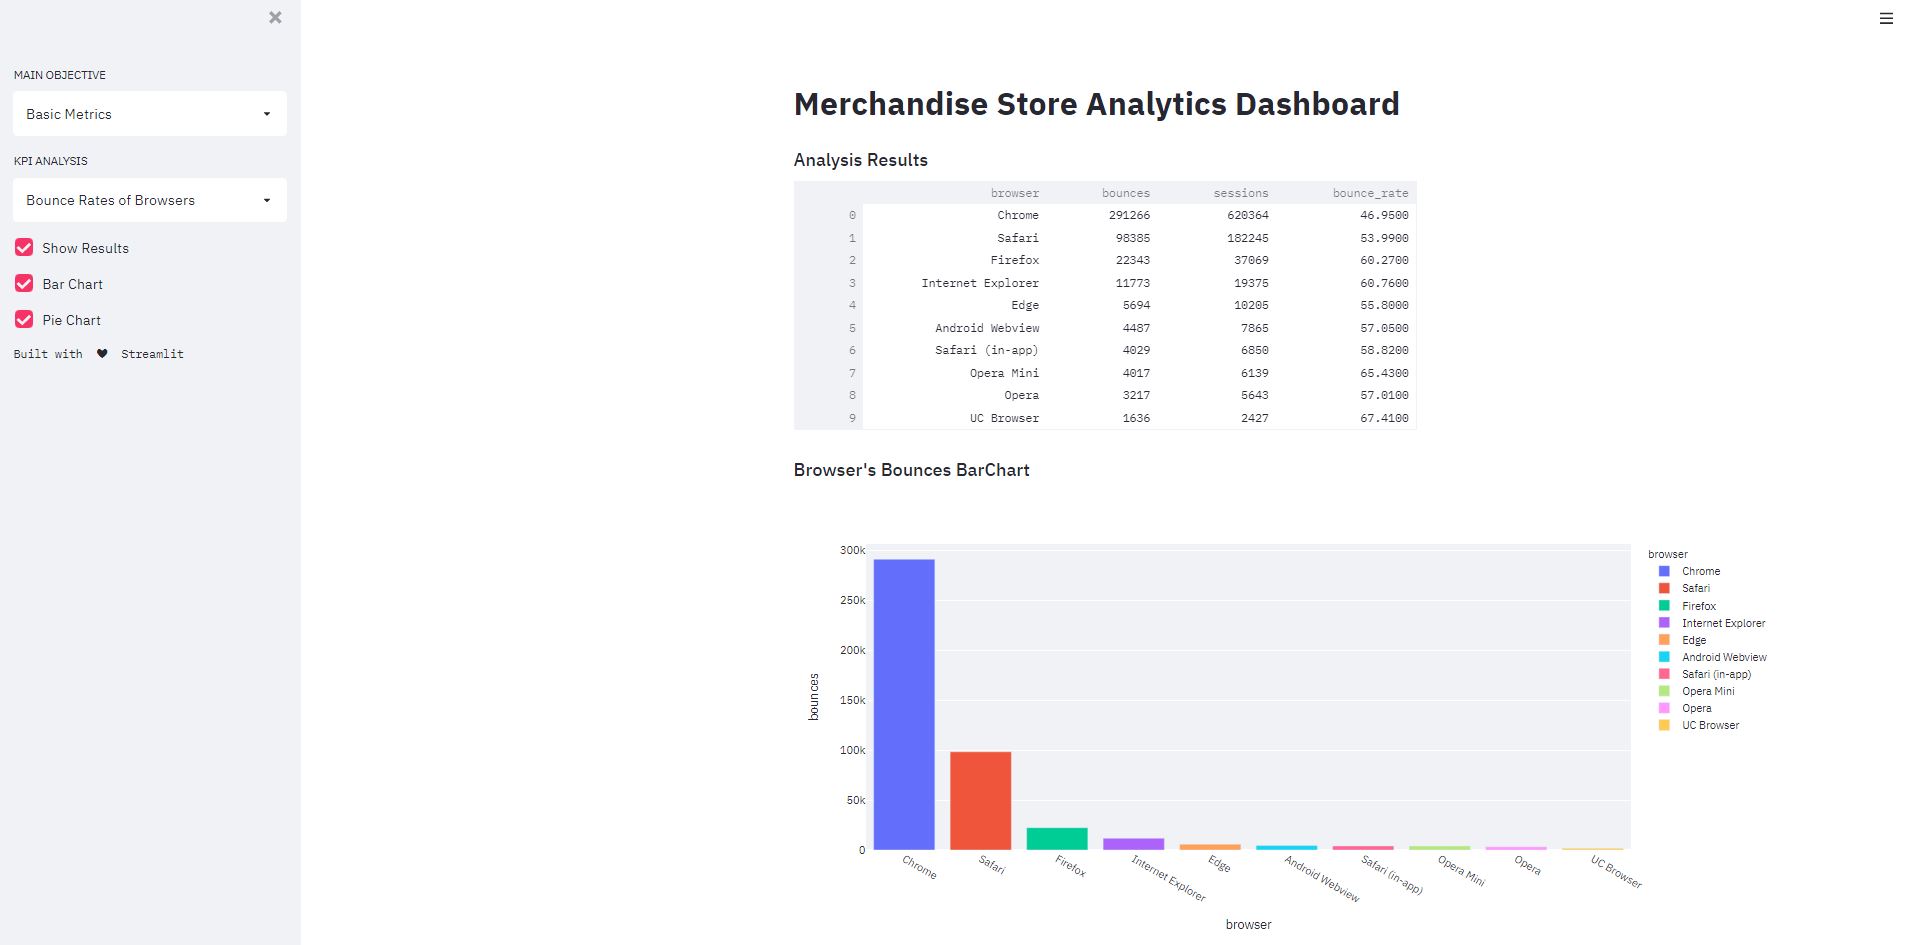 MAIN OBJECTIVE
Basic Metrics
KPI ANALYSIS
Bounce Rates of Browsers
Show Results
Bar Chart
Pie Chart
Built with ♥ Streamlit
Merchandise Store Analytics Dashboard
Analysis Results
browser bounces sessions bounce_rate
0 Chrome 291266 620364 46.9500
1 Safari 98385 182245 53.9900
2 Firefox 22343 37069 60.2700
3 Internet Explorer 11773 19375 60.7600
4 Edge 5694 10205 55.8000
5 Android Webview 4487 7865 57.0500
6 Safari (in-app) 4029 6850 58.8200
7 Opera Mini 4017 6139 65.4300
8 Opera 3217 5643 57.0100
9 UC Browser 1636 2427 67.4100
Browser's Bounces BarChart
300k
250k
200k
150k
100k
50k
0
bounces
Chrome
Safari
Firefox
Internet Explorer
Edge
Android Webview
Safari (in-app)
Opera Mini
Opera
UC Browser
browser
browser
Chrome
Safari
Firefox
Internet Explorer
Edge
Android Webview
Safari (in-app)
Opera Mini
Opera
UC Browser